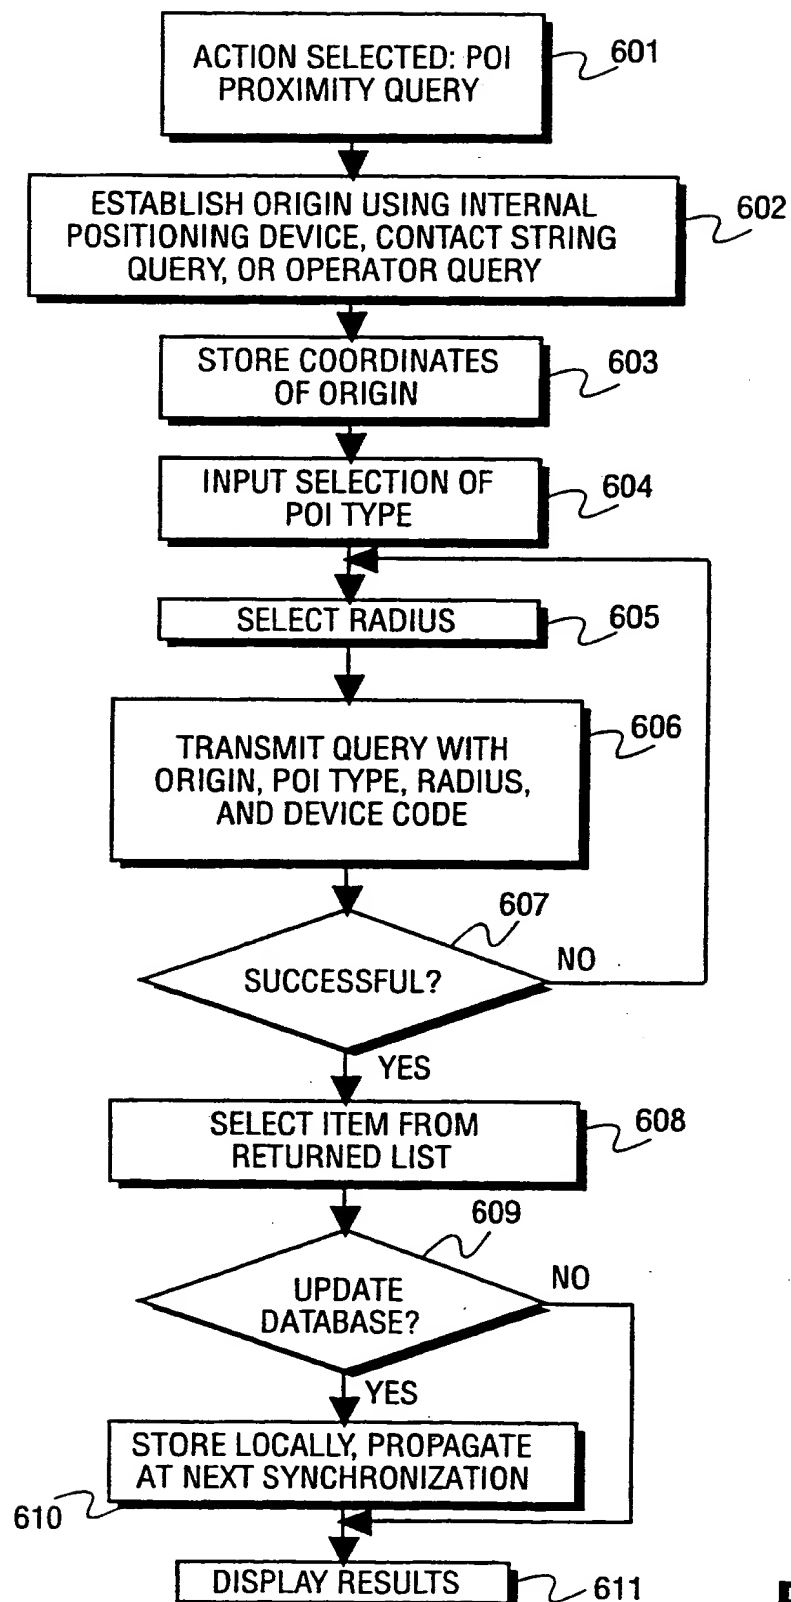 ACTION SELECTED: POI
PROXIMITY QUERY
601
ESTABLISH ORIGIN USING INTERNAL
POSITIONING DEVICE, CONTACT STRING
QUERY, OR OPERATOR QUERY
602
STORE COORDINATES
OF ORIGIN
603
INPUT SELECTION OF
POI TYPE
604
SELECT RADIUS
605
TRANSMIT QUERY WITH
ORIGIN, POI TYPE, RADIUS,
AND DEVICE CODE
606
607
SUCCESSFUL?
NO
YES
SELECT ITEM FROM
RETURNED LIST
608
609
UPDATE
DATABASE?
NO
YES
STORE LOCALLY, PROPAGATE
AT NEXT SYNCHRONIZATION
610
DISPLAY RESULTS
611